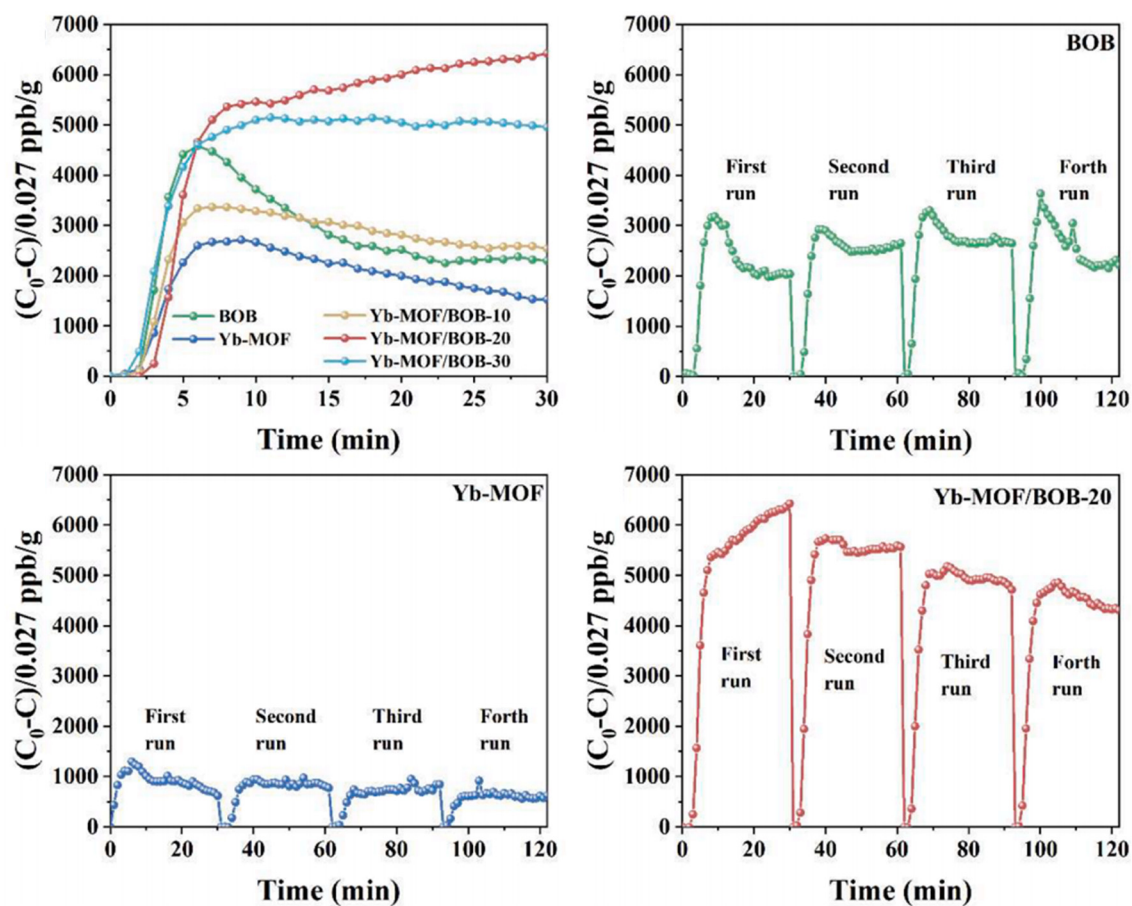 7000
6000
5000
4000
3000
2000
1000
0
(C₀-C)/0.027 ppb/g
BOB
Yb-MOF
Yb-MOF/BOB-10
Yb-MOF/BOB-20
Yb-MOF/BOB-30
0 5 10 15 20 25 30
Time (min)
BOB
7000
6000
5000
4000
3000
2000
1000
0
(C₀-C)/0.027 ppb/g
First
run
Second
run
Third
run
Forth
run
0 20 40 60 80 100 120
Time (min)
Yb-MOF
7000
6000
5000
4000
3000
2000
1000
0
(C₀-C)/0.027 ppb/g
First
run
Second
run
Third
run
Forth
run
0 20 40 60 80 100 120
Time (min)
Yb-MOF/BOB-20
7000
6000
5000
4000
3000
2000
1000
0
(C₀-C)/0.027 ppb/g
First
run
Second
run
Third
run
Forth
run
0 20 40 60 80 100 120
Time (min)